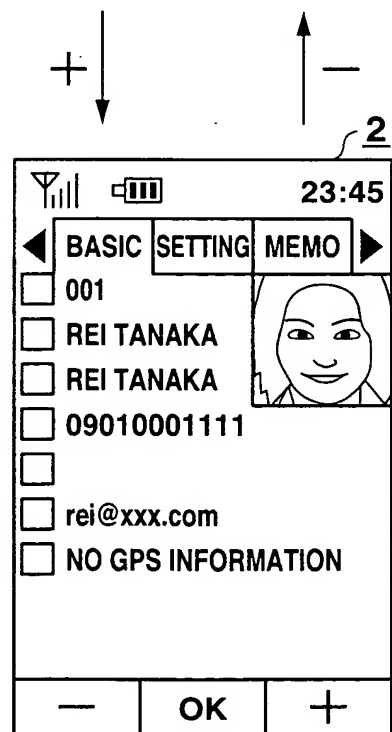 + −
2
23:45
BASIC SETTING MEMO
001
REI TANAKA
REI TANAKA
09010001111
rei@xxx.com
NO GPS INFORMATION
− OK +